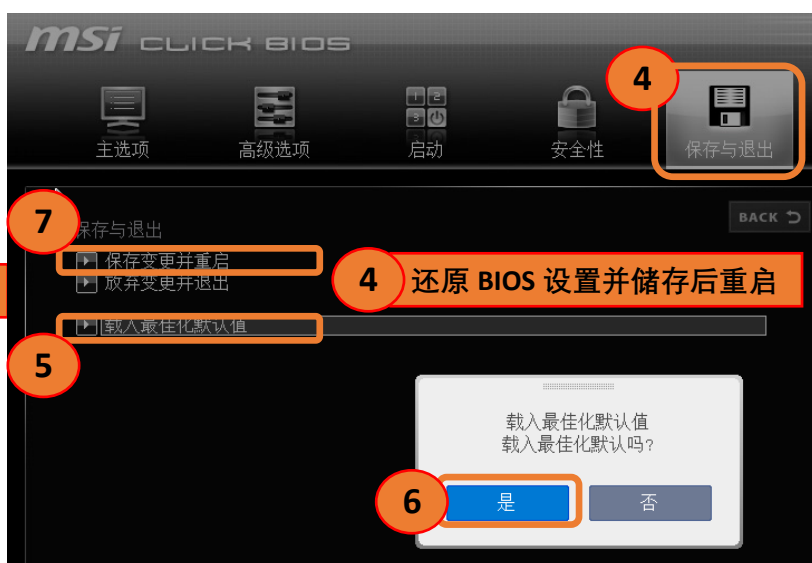 msi CLICK BIOS
4
主选项
高级选项
启动
安全性
保存与退出
BACK
7
保存与退出
保存变更并重启
放弃变更并退出
4 还原 BIOS 设置并储存后重启
载入最佳化默认值
5
载入最佳化默认值
载入最佳化默认吗?
6
是
否